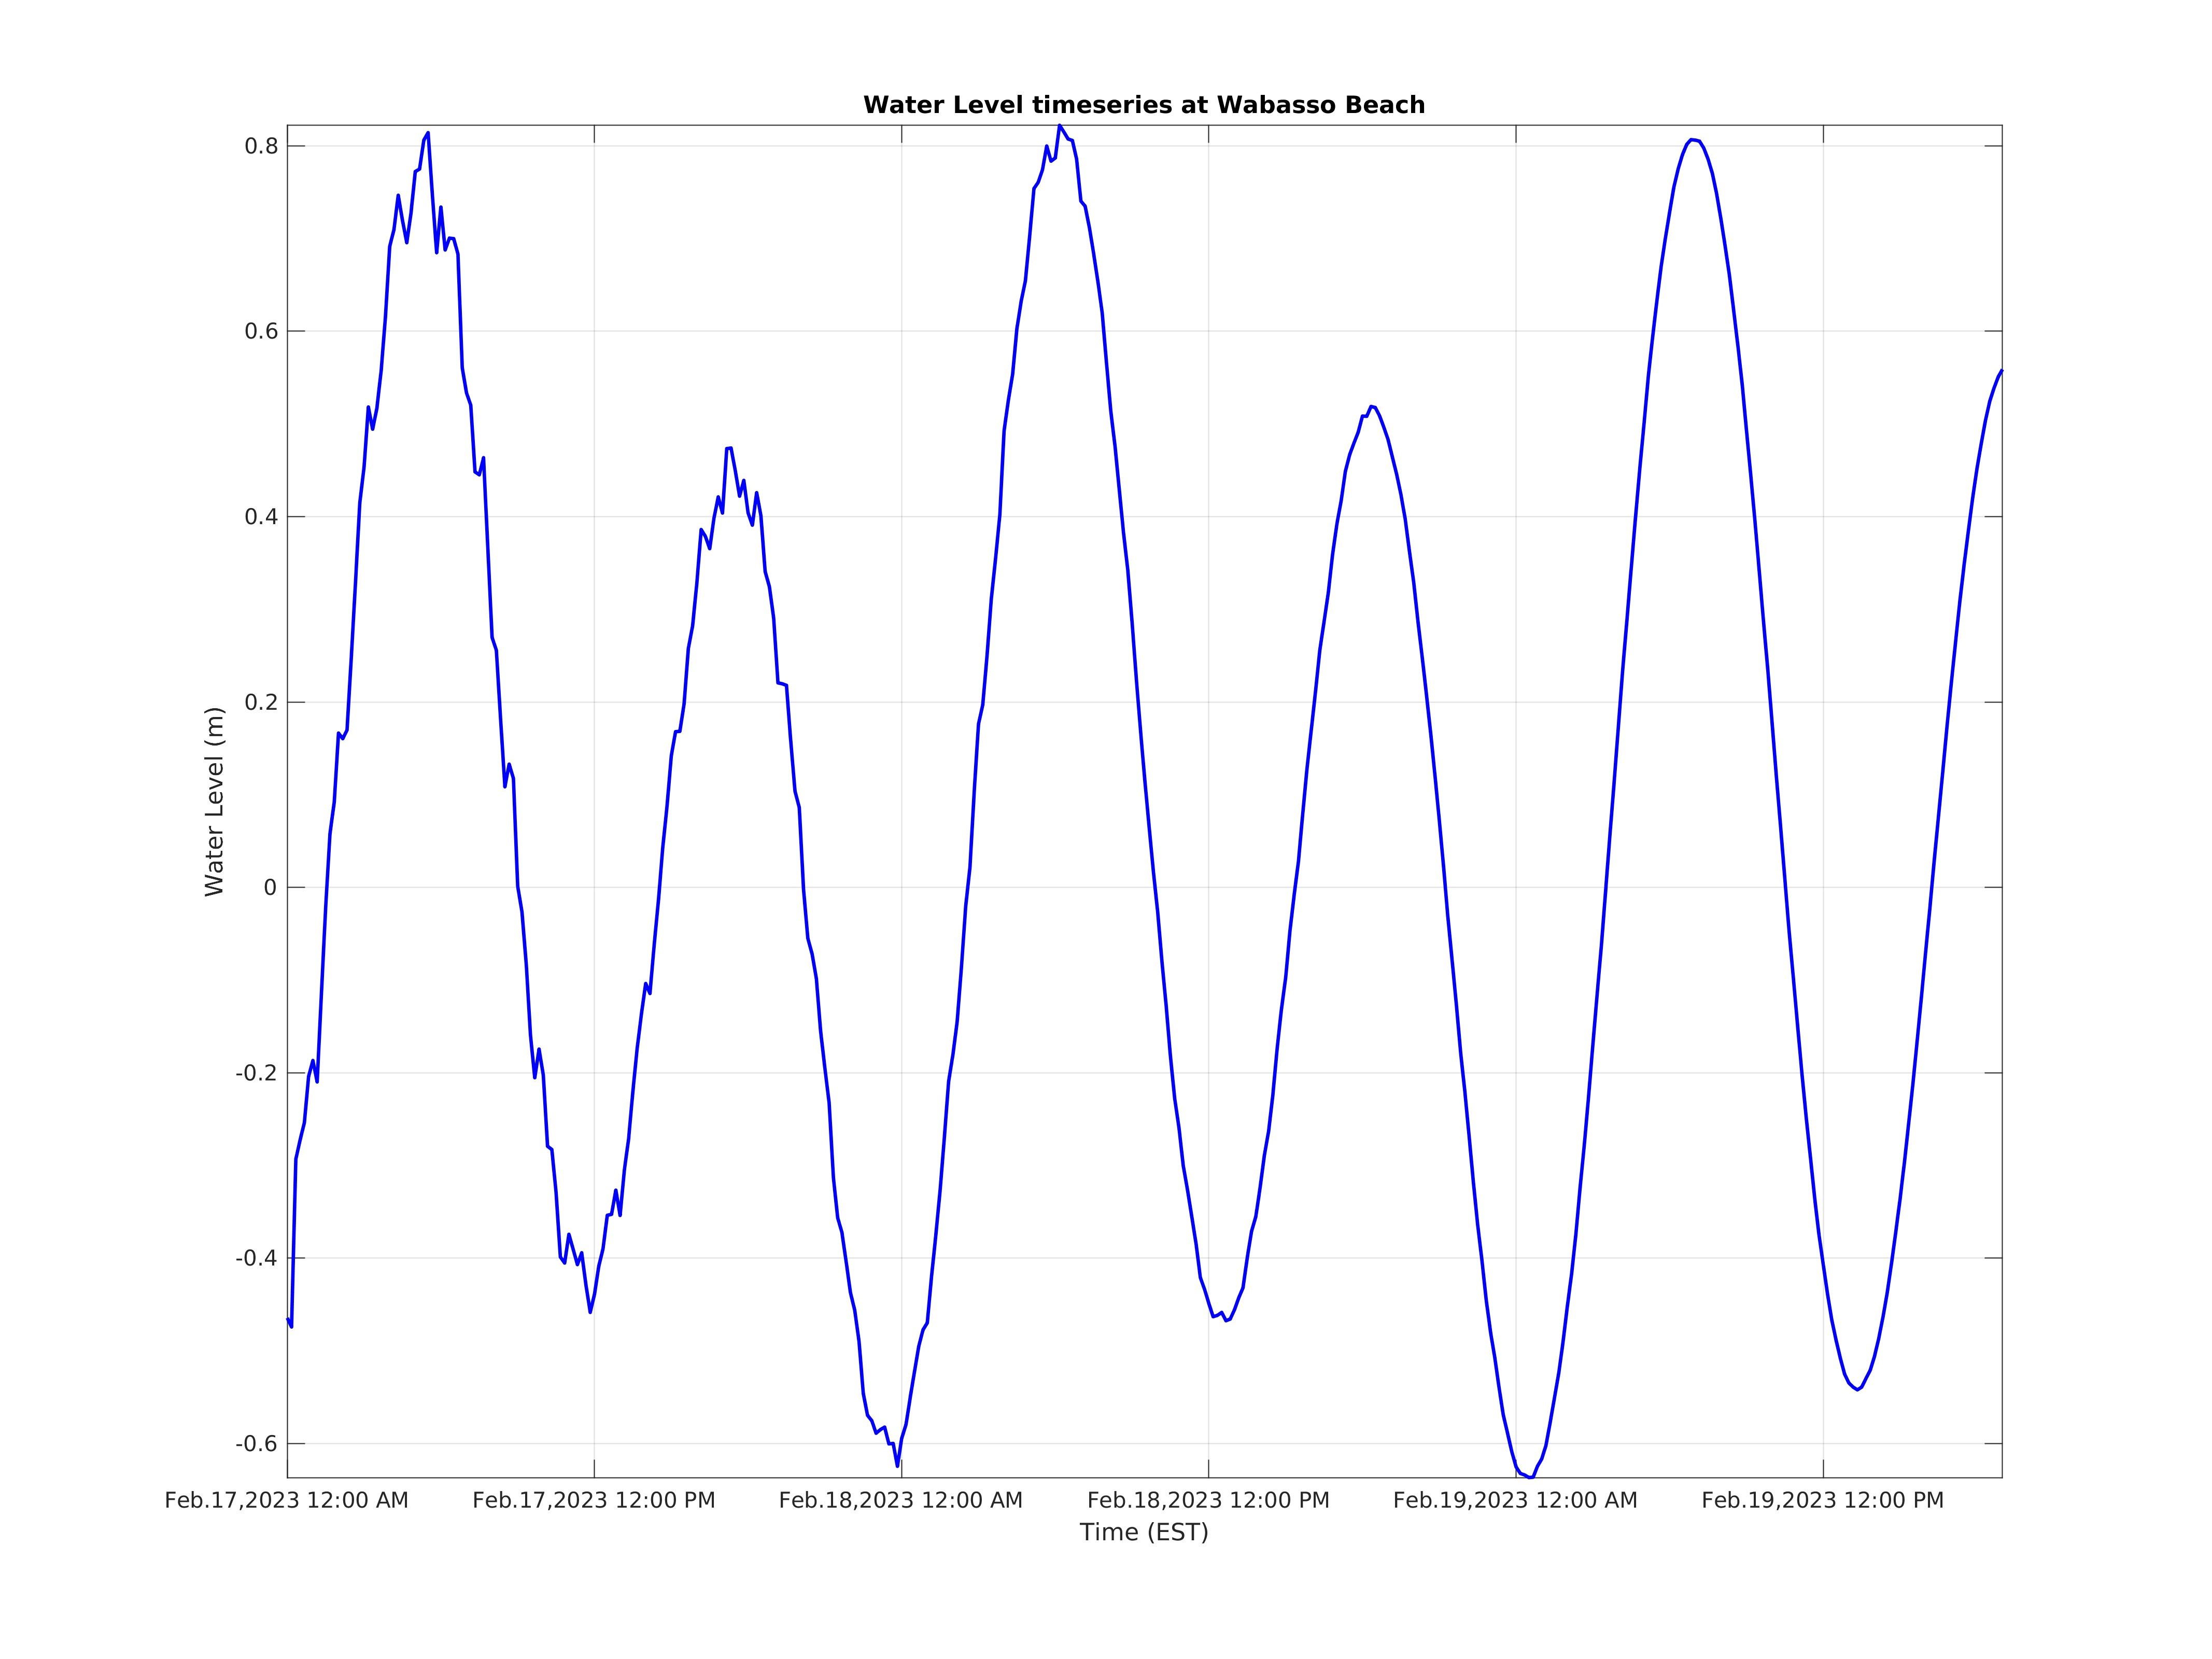 Water Level timeseries at Wabasso Beach
0.8
0.6
0.4
0.2
0
-0.2
-0.4
-0.6
Water Level (m)
Feb.17,2023 12:00 AM
Feb.17,2023 12:00 PM
Feb.18,2023 12:00 AM
Feb.18,2023 12:00 PM
Feb.19,2023 12:00 AM
Feb.19,2023 12:00 PM
Time (EST)